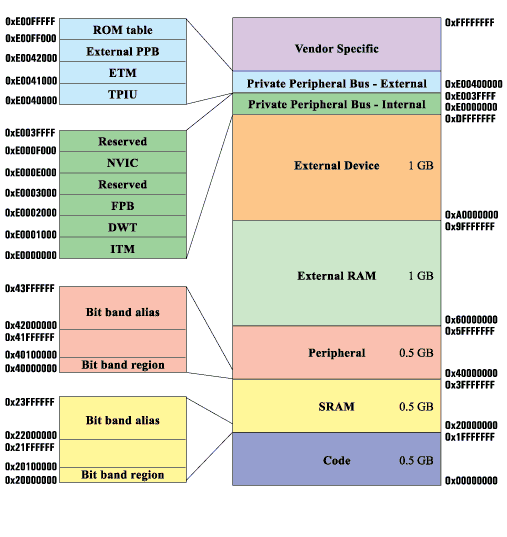 0xE00FFFFF
ROM table
0xE00FF000
External PPB
0xE0042000
ETM
0xE0041000
TPIU
0xE0040000
0xE003FFFF
Reserved
0xE000F000
NVIC
0xE000E000
Reserved
0xE0003000
FPB
0xE0002000
DWT
0xE0001000
ITM
0xE0000000
0x43FFFFFF
Bit band alias
0x42000000
0x41FFFFFF
0x40100000
Bit band region
0x40000000
0x23FFFFFF
Bit band alias
0x22000000
0x21FFFFFF
0x20100000
Bit band region
0x20000000
0xFFFFFFFF
Vendor Specific
Private Peripheral Bus - External
0xE0040000
0xE003FFFF
Private Peripheral Bus - Internal
0xE0000000
0xDFFFFFFF
External Device 1 GB
0xA0000000
0x9FFFFFFF
External RAM 1 GB
0x60000000
0x5FFFFFFF
Peripheral 0.5 GB
0x40000000
0x3FFFFFFF
SRAM 0.5 GB
0x20000000
0x1FFFFFFF
Code 0.5 GB
0x00000000